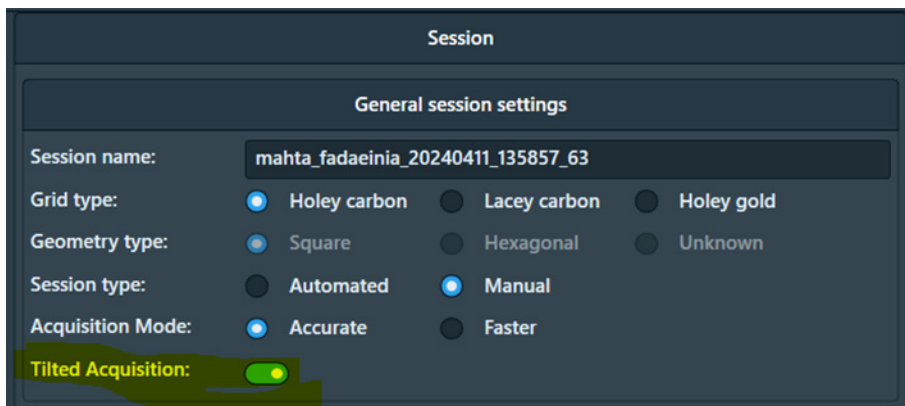 Session
General session settings
Session name: mahta_fadaeinia_20240411_135857_63
Grid type: Holey carbon Lacey carbon Holey gold
Geometry type: Square Hexagonal Unknown
Session type: Automated Manual
Acquisition Mode: Accurate Faster
Tilted Acquisition: